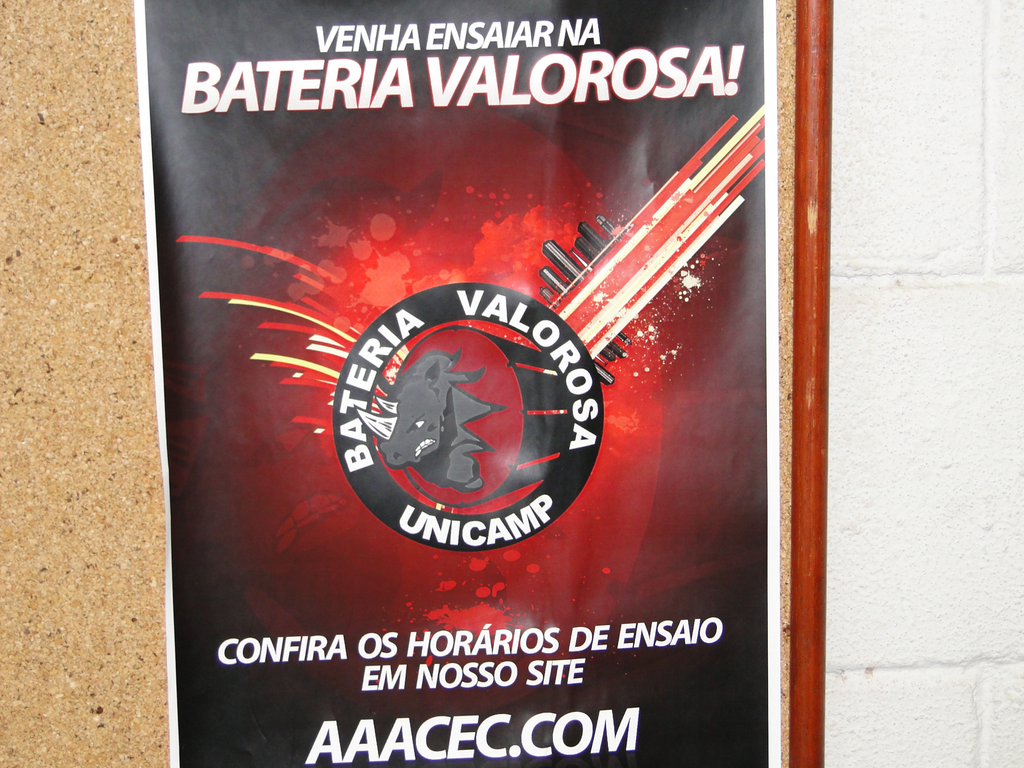 VENHA ENSAIAR NA
BATERIA VALOROSA!
BATERIA VALOROSA
UNICAMP
CONFIRA OS HORÁRIOS DE ENSAIO
EM NOSSO SITE
AAACEC.COM